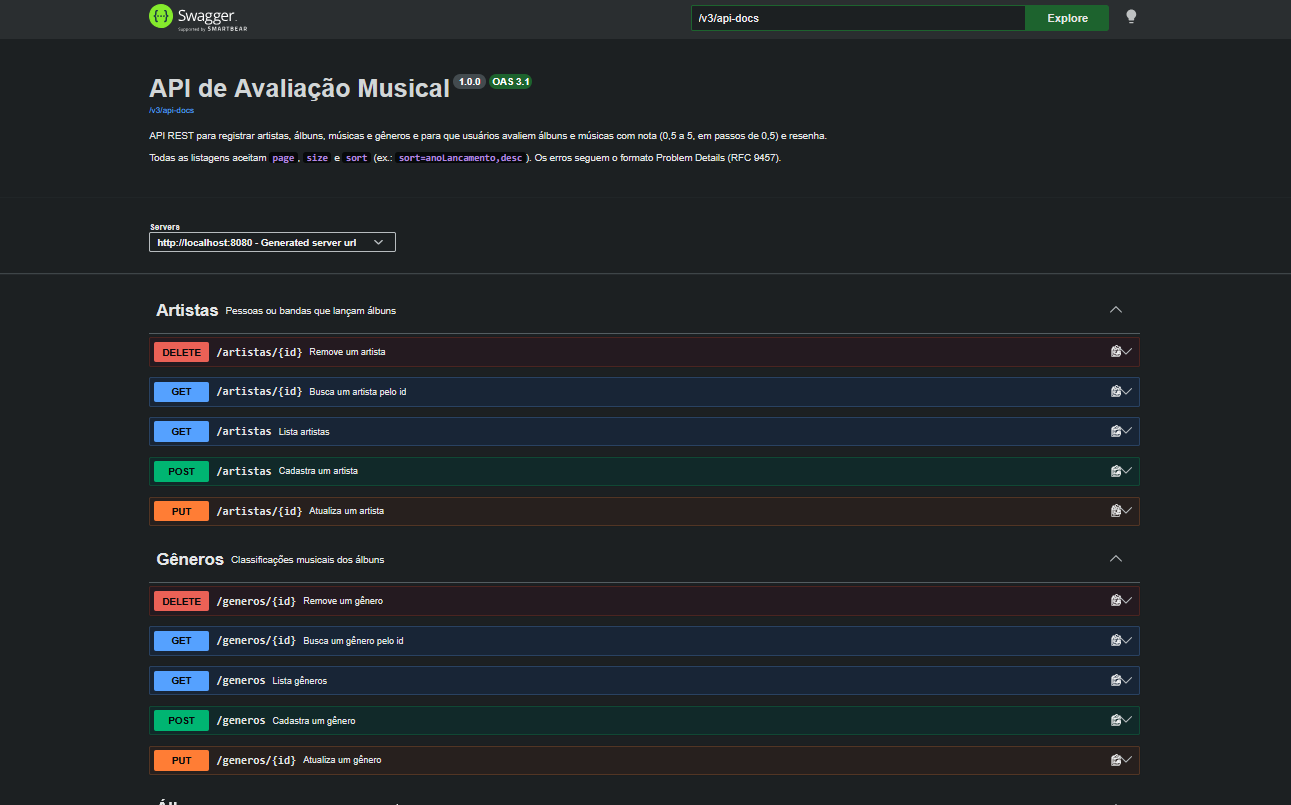 Swagger.
Supported by SMARTBEAR
/v3/api-docs
Explore
API de Avaliação Musical 1.0.0 OAS 3.1
/v3/api-docs
API REST para registrar artistas, álbuns, músicas e gêneros e para que usuários avaliem álbuns e músicas com nota (0,5 a 5, em passos de 0,5) e resenha.
Todas as listagens aceitam page, size e sort (ex.: sort=anoLancamento,desc). Os erros seguem o formato Problem Details (RFC 9457).
Servers
http://localhost:8080 - Generated server url
Artistas Pessoas ou bandas que lançam álbuns
DELETE /artistas/{id} Remove um artista
GET /artistas/{id} Busca um artista pelo id
GET /artistas Lista artistas
POST /artistas Cadastra um artista
PUT /artistas/{id} Atualiza um artista
Gêneros Classificações musicais dos álbuns
DELETE /generos/{id} Remove um gênero
GET /generos/{id} Busca um gênero pelo id
GET /generos Lista gêneros
POST /generos Cadastra um gênero
PUT /generos/{id} Atualiza um gênero